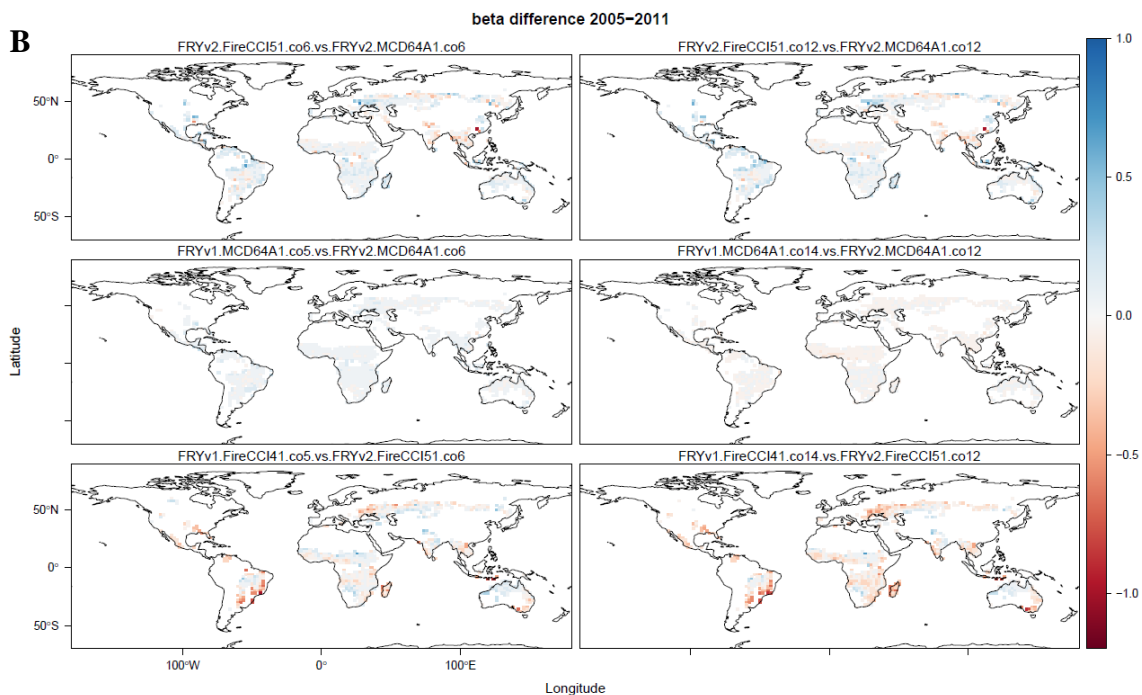 beta difference 2005−2011
B
FRYv2.FireCCI51.co6.vs.FRYv2.MCD64A1.co6
FRYv2.FireCCI51.co12.vs.FRYv2.MCD64A1.co12
1.0
50°N
0°
50°S
0.5
FRYv1.MCD64A1.co5.vs.FRYv2.MCD64A1.co6
FRYv1.MCD64A1.co14.vs.FRYv2.MCD64A1.co12
0.0
Latitude
FRYv1.FireCCI41.co5.vs.FRYv2.FireCCI51.co6
FRYv1.FireCCI41.co14.vs.FRYv2.FireCCI51.co12
−0.5
50°N
0°
50°S
−1.0
100°W
0°
100°E
Longitude